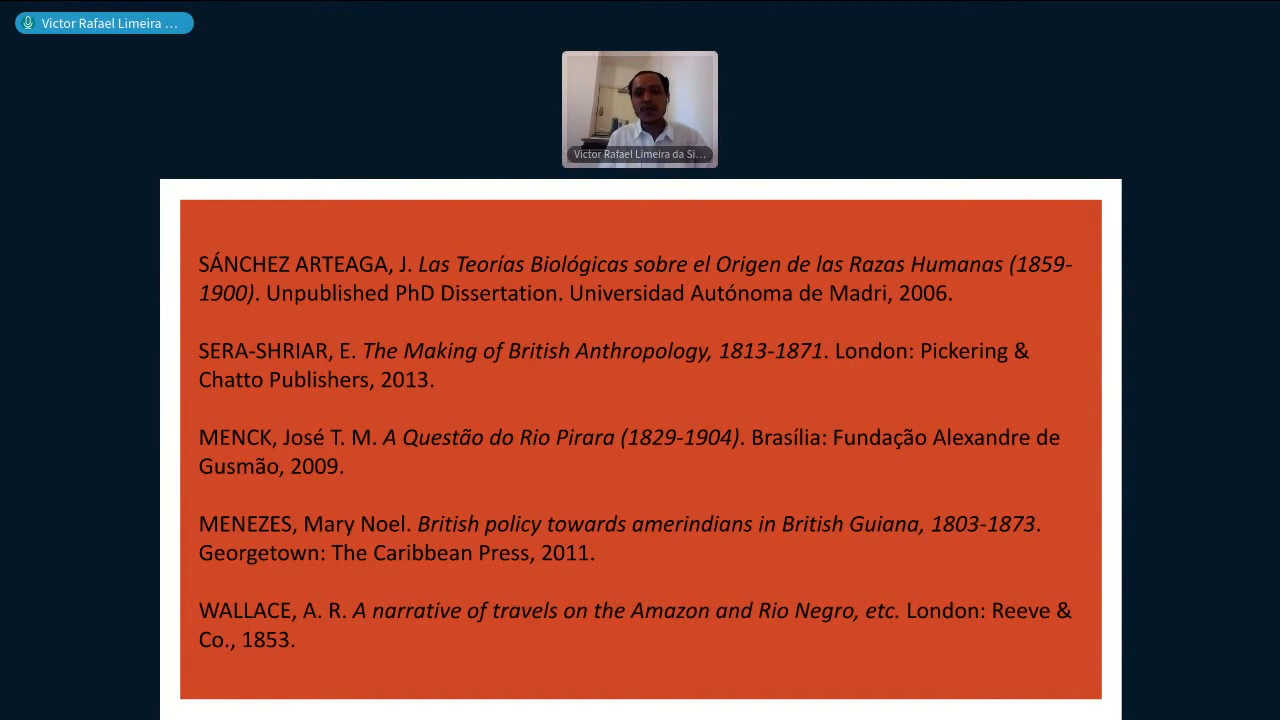 Victor Rafael Limeira ...
Victor Rafael Limeira da Si...
SÁNCHEZ ARTEAGA, J. Las Teorías Biológicas sobre el Origen de las Razas Humanas (1859-
1900). Unpublished PhD Dissertation. Universidad Autónoma de Madri, 2006.
SERA-SHRIAR, E. The Making of British Anthropology, 1813-1871. London: Pickering &
Chatto Publishers, 2013.
MENCK, José T. M. A Questão do Rio Pirara (1829-1904). Brasília: Fundação Alexandre de
Gusmão, 2009.
MENEZES, Mary Noel. British policy towards amerindians in British Guiana, 1803-1873.
Georgetown: The Caribbean Press, 2011.
WALLACE, A. R. A narrative of travels on the Amazon and Rio Negro, etc. London: Reeve &
Co., 1853.